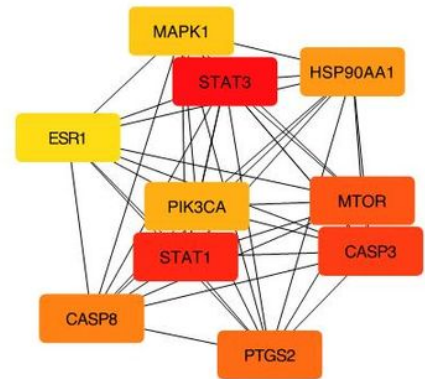 MAPK1
STAT3
HSP90AA1
ESR1
PIK3CA
MTOR
STAT1
CASP3
CASP8
PTGS2